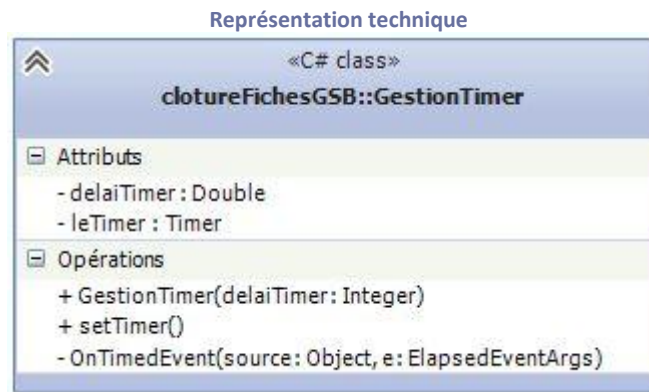 Représentation technique
«C# class»
clotureFichesGSB::GestionTimer
Attributs
- delaiTimer : Double
- leTimer : Timer
Opérations
+ GestionTimer(delaiTimer: Integer)
+ setTimer()
- OnTimedEvent(source: Object, e: ElapsedEventArgs)